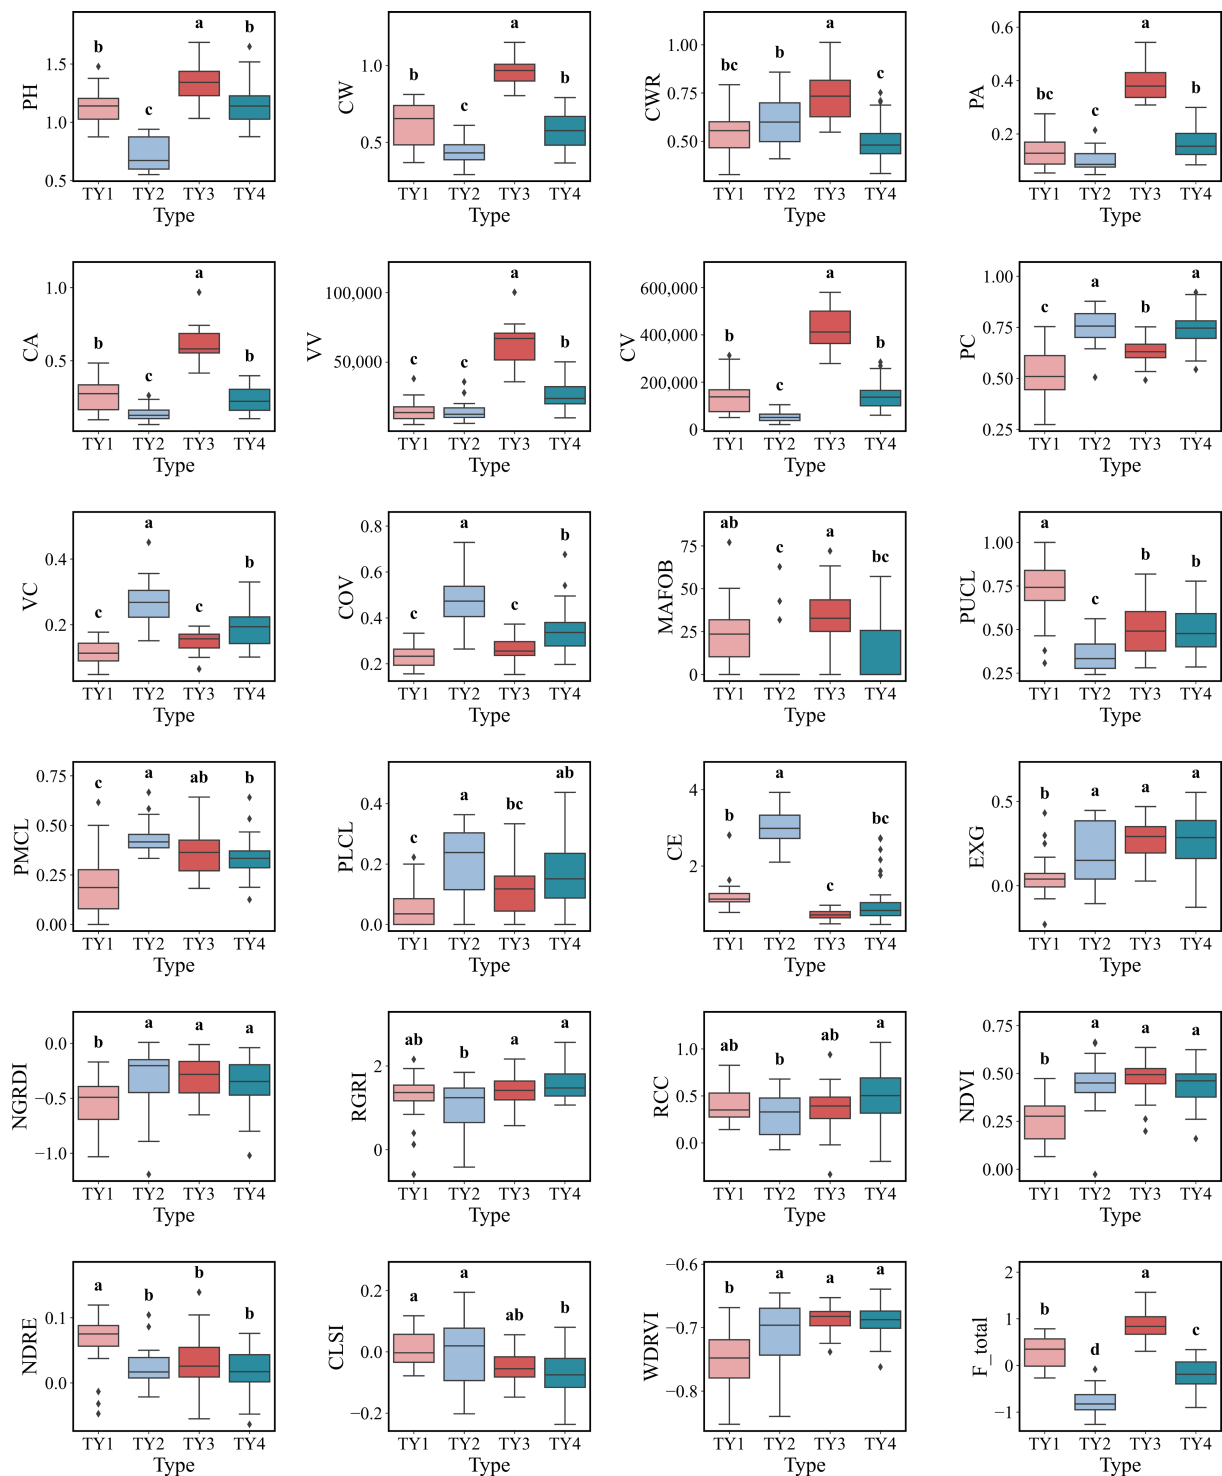 PH
1.5
1.0
0.5
b
c
a
b
TY1 TY2 TY3 TY4
Type
CW
1.0
0.5
b
c
a
b
TY1 TY2 TY3 TY4
Type
CWR
1.00
0.75
0.50
bc
b
a
c
TY1 TY2 TY3 TY4
Type
PA
0.6
0.4
0.2
bc
c
a
b
TY1 TY2 TY3 TY4
Type
CA
1.0
0.5
b
c
a
b
TY1 TY2 TY3 TY4
Type
VV
100,000
50,000
c
c
a
b
TY1 TY2 TY3 TY4
Type
CV
600,000
400,000
200,000
0
b
c
a
b
TY1 TY2 TY3 TY4
Type
PC
1.00
0.75
0.50
0.25
c
a
b
a
TY1 TY2 TY3 TY4
Type
VC
0.4
0.2
c
a
c
b
TY1 TY2 TY3 TY4
Type
COV
0.8
0.6
0.4
0.2
c
a
c
b
TY1 TY2 TY3 TY4
Type
MAFOB
75
50
25
0
ab
c
a
bc
TY1 TY2 TY3 TY4
Type
PUCL
1.00
0.75
0.50
0.25
a
c
b
b
TY1 TY2 TY3 TY4
Type
PMCL
0.75
0.50
0.25
0.00
c
a
ab
b
TY1 TY2 TY3 TY4
Type
PLCL
0.4
0.2
0.0
c
a
bc
ab
TY1 TY2 TY3 TY4
Type
CE
4
2
b
a
c
bc
TY1 TY2 TY3 TY4
Type
EXG
0.5
0.0
b
a
a
a
TY1 TY2 TY3 TY4
Type
NGRDI
0.0
−0.5
−1.0
b
a
a
a
TY1 TY2 TY3 TY4
Type
RGRI
2
0
ab
b
a
a
TY1 TY2 TY3 TY4
Type
RCC
1.0
0.5
0.0
ab
b
ab
a
TY1 TY2 TY3 TY4
Type
NDVI
0.75
0.50
0.25
0.00
b
a
a
a
TY1 TY2 TY3 TY4
Type
NDRE
0.1
0.0
a
b
b
b
TY1 TY2 TY3 TY4
Type
CLSI
0.2
0.0
−0.2
a
a
ab
b
TY1 TY2 TY3 TY4
Type
WDRVI
−0.6
−0.7
−0.8
b
a
a
a
TY1 TY2 TY3 TY4
Type
F_total
2
1
0
−1
b
d
a
c
TY1 TY2 TY3 TY4
Type